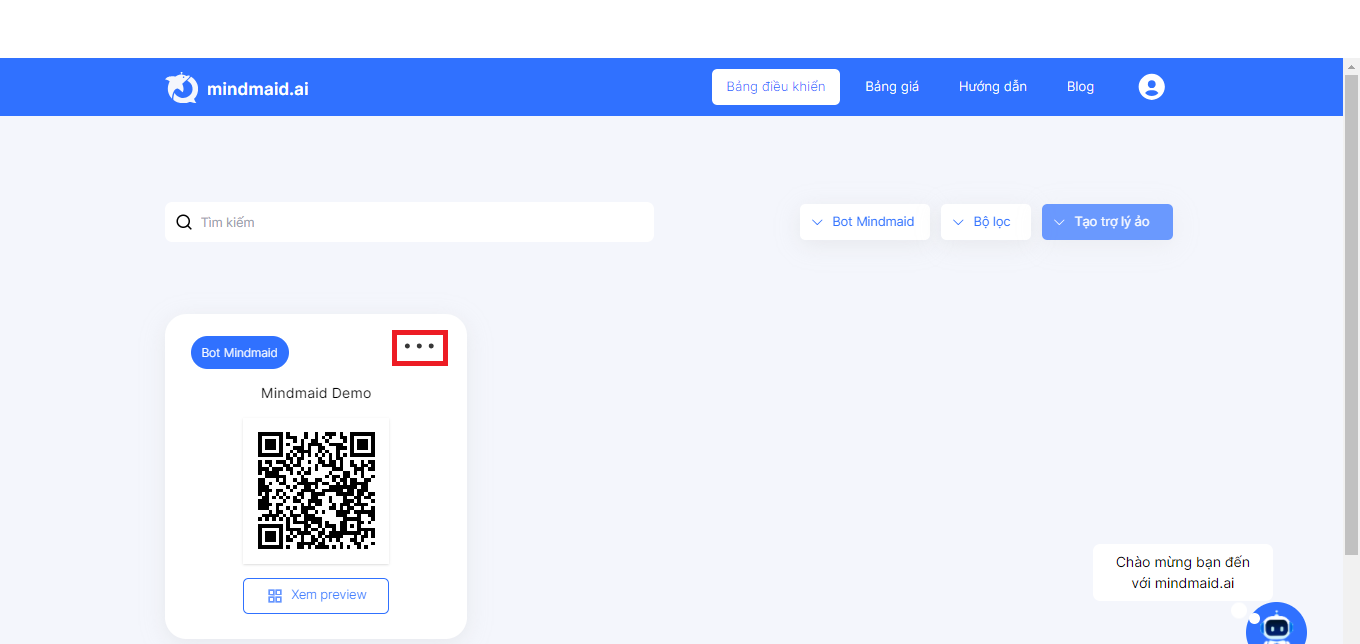 mindmaid.ai
Bảng điều khiển
Bảng giá
Hướng dẫn
Blog
Tìm kiếm
Bot Mindmaid
Bộ lọc
Tạo trợ lý ảo
Bot Mindmaid
Mindmaid Demo
Xem preview
Chào mừng bạn đến
với mindmaid.ai